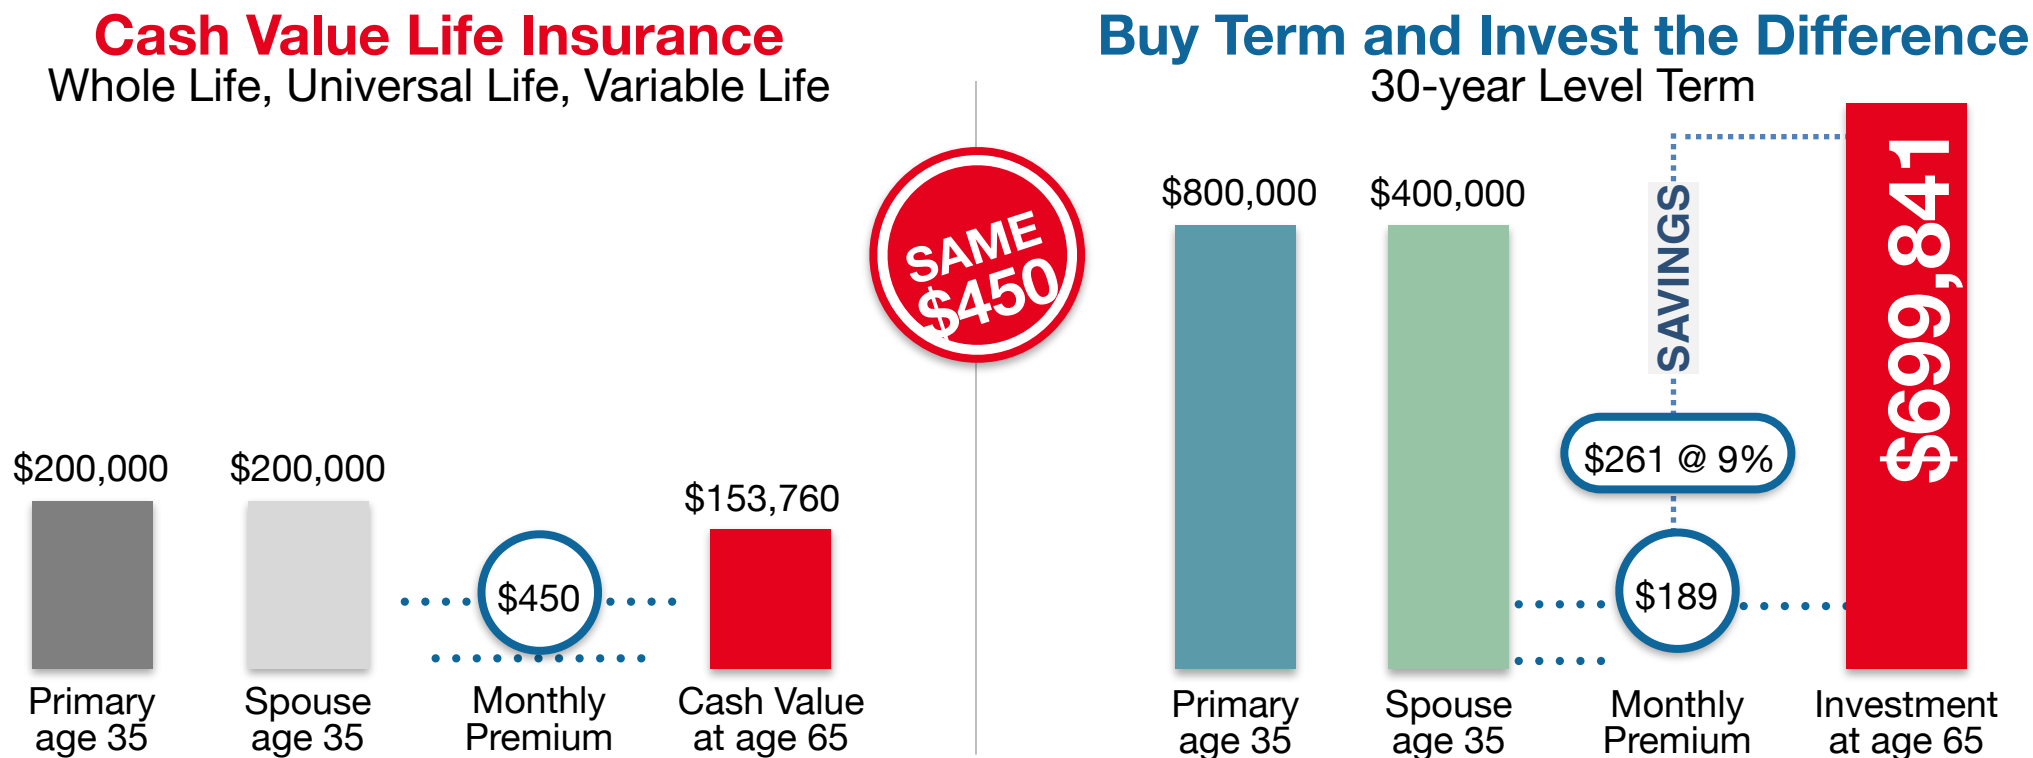 Cash Value Life Insurance
Whole Life, Universal Life, Variable Life
$200,000
$200,000
$450
$153,760
Primary
age 35
Spouse
age 35
Monthly
Premium
Cash Value
at age 65
SAME
$450
Buy Term and Invest the Difference
30-year Level Term
$800,000
$400,000
SAVINGS
$261 @ 9%
$189
$699,841
Primary
age 35
Spouse
age 35
Monthly
Premium
Investment
at age 65